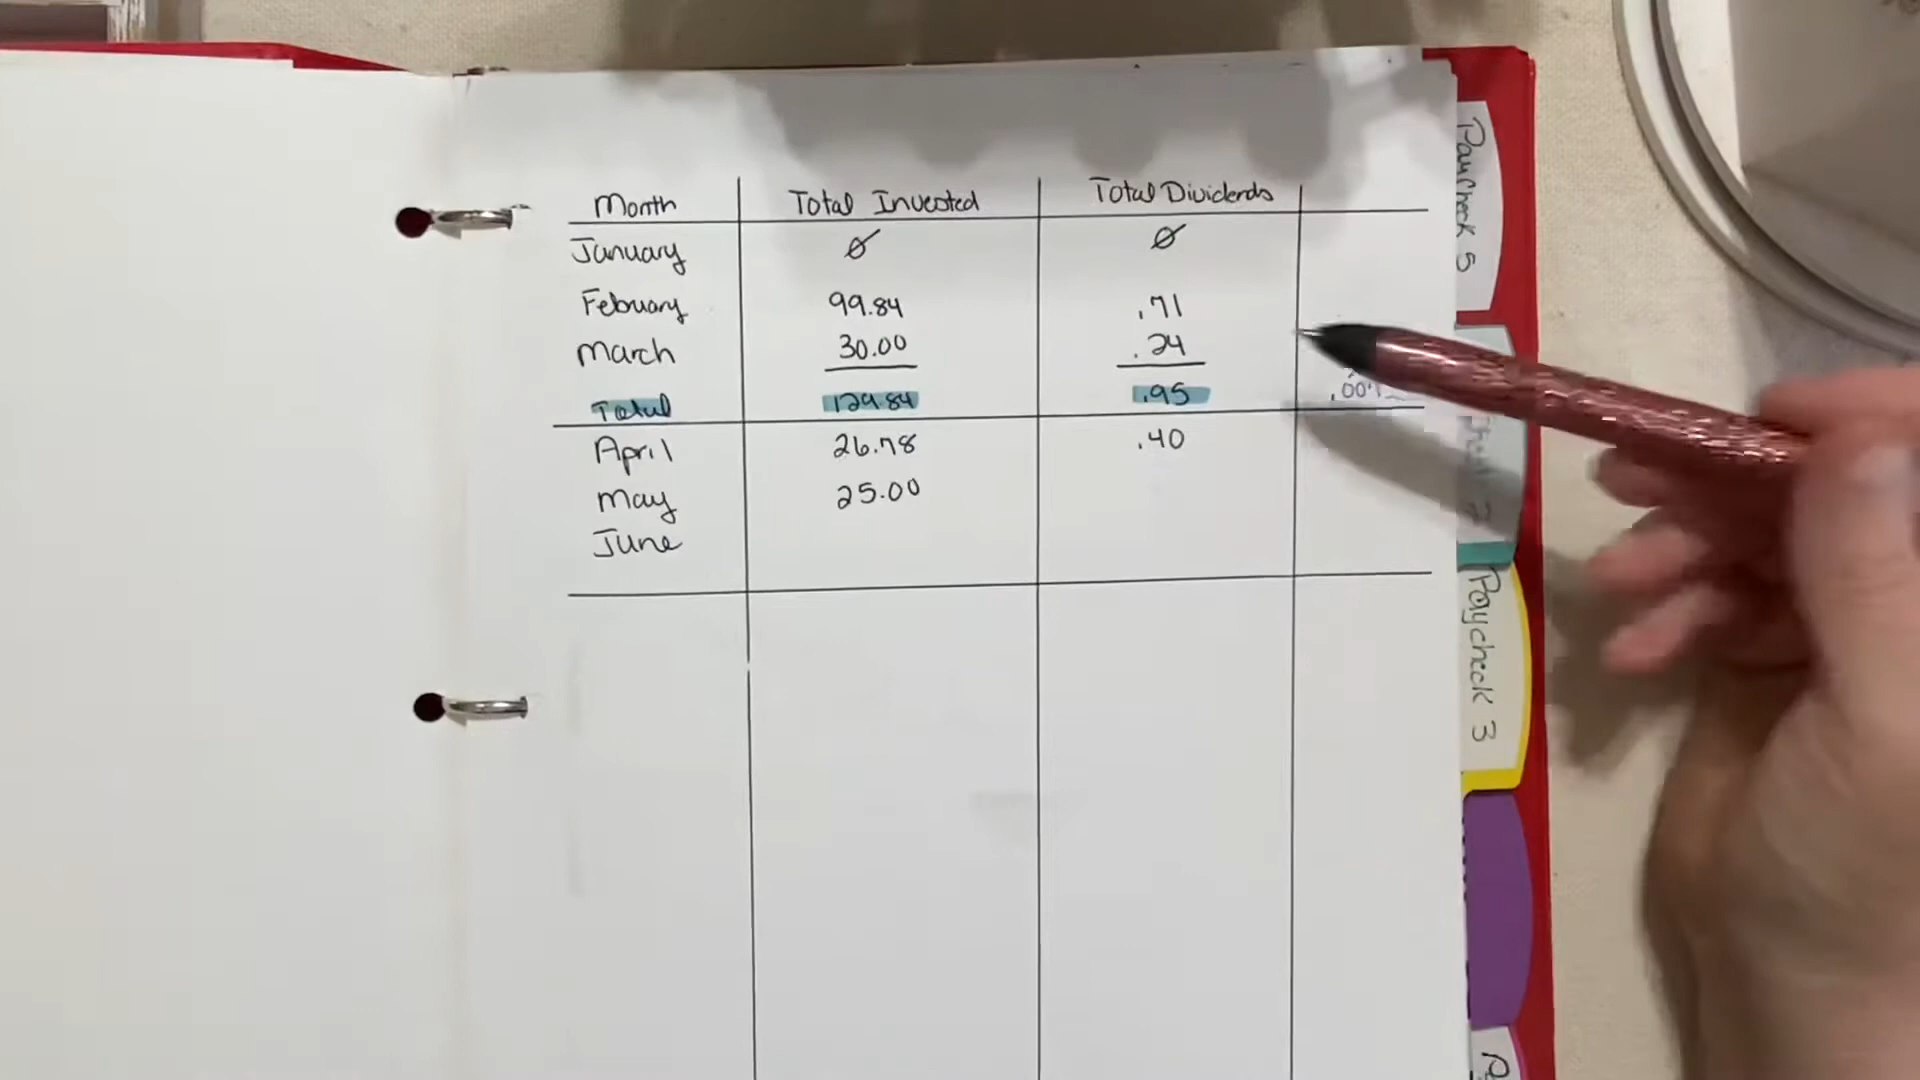 Month Total Invested Total Dividends
January Ø Ø
February 99.84 .71
March 30.00 .24
Total 129.84 .95
April 26.78 .40
May 25.00
June
Paycheck 5
Paycheck 3